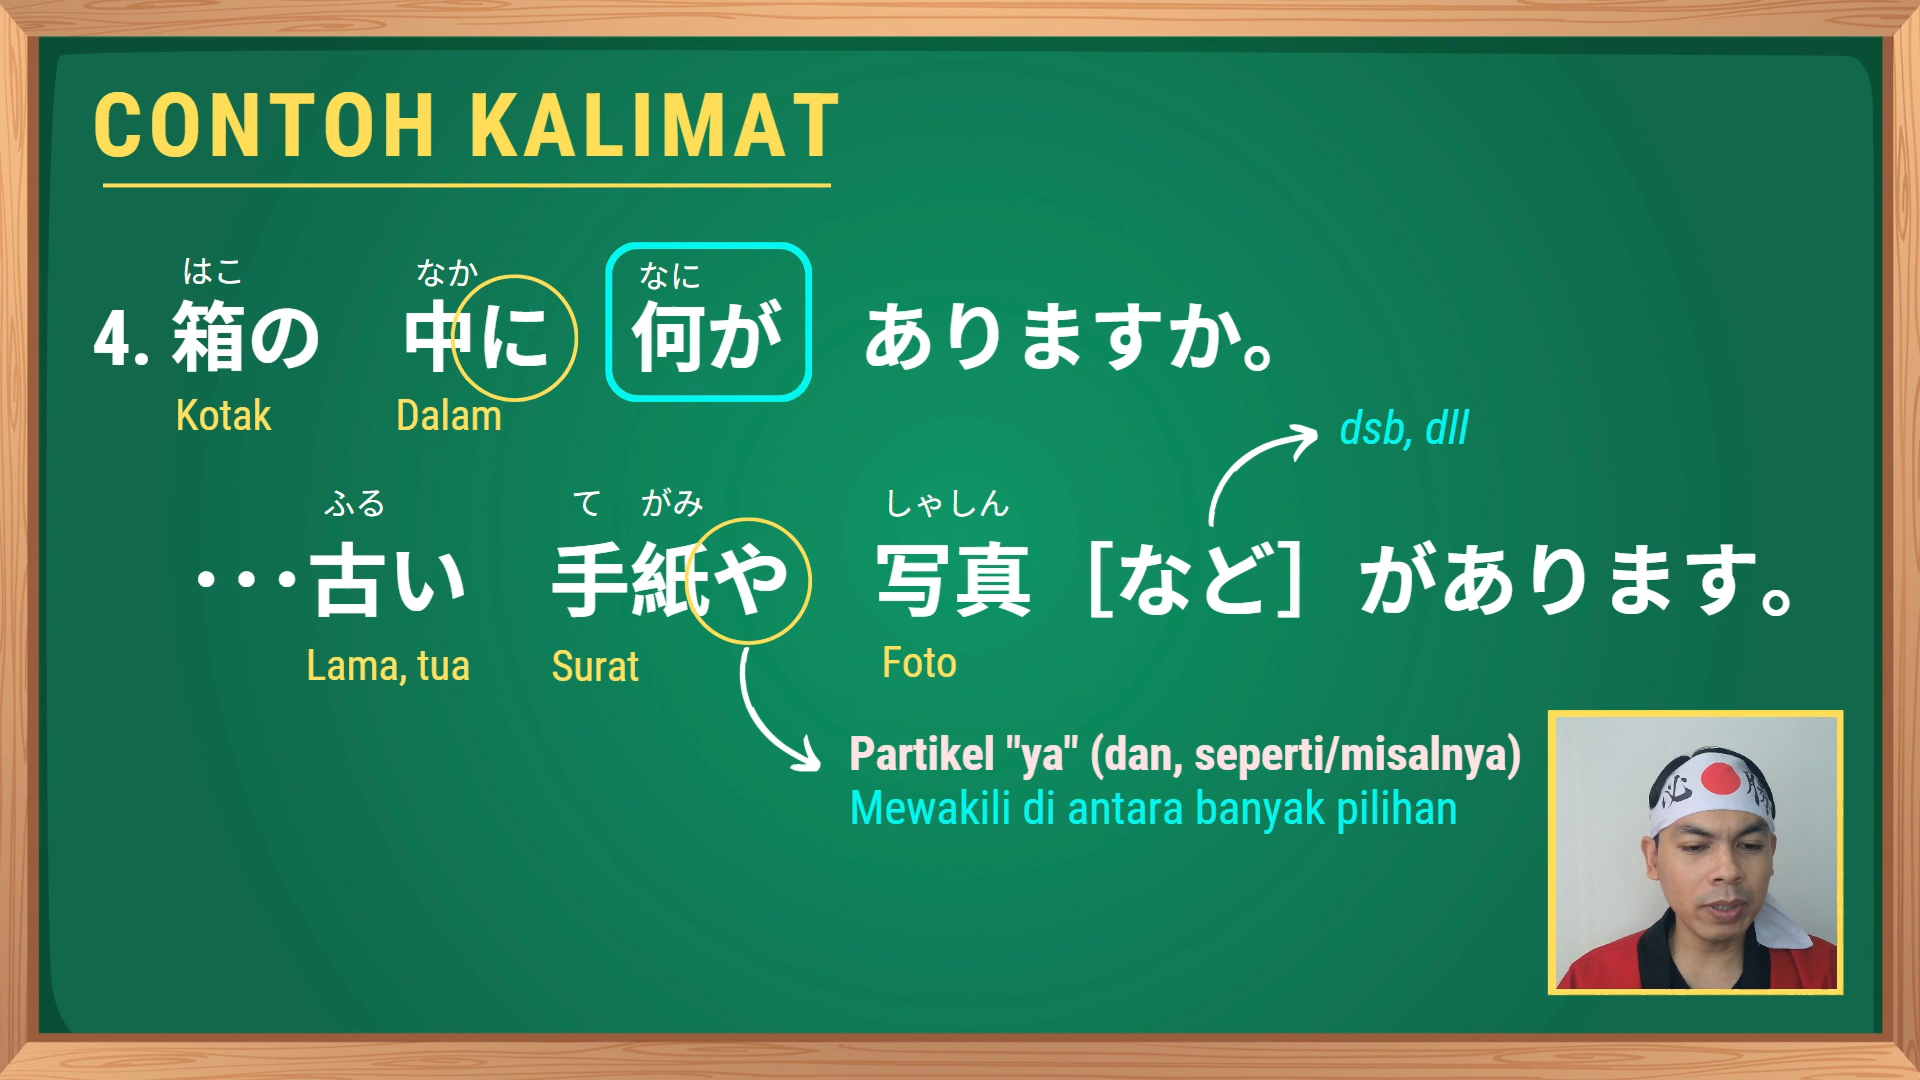 CONTOH KALIMAT
はこ なか なに
4. 箱の 中に 何が ありますか。
Kotak Dalam
dsb, dll
ふる て がみ しゃしん
・・・古い 手紙や 写真 [など] があります。
Lama, tua Surat Foto
Partikel "ya" (dan, seperti/misalnya)
Mewakili di antara banyak pilihan
必 勝